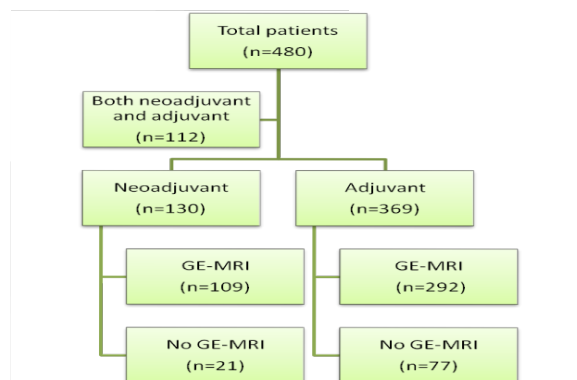 Total patients
(n=480)
Both neoadjuvant
and adjuvant
(n=112)
Neoadjuvant
(n=130)
Adjuvant
(n=369)
GE-MRI
(n=109)
GE-MRI
(n=292)
No GE-MRI
(n=21)
No GE-MRI
(n=77)